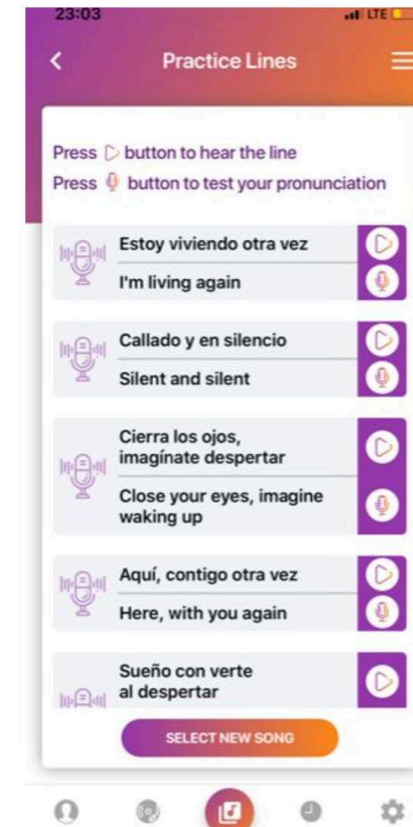 23:03
LTE
Practice Lines
Press button to hear the line
Press button to test your pronunciation
Estoy viviendo otra vez
I'm living again
Callado y en silencio
Silent and silent
Cierra los ojos,
imagínate despertar
Close your eyes, imagine
waking up
Aquí, contigo otra vez
Here, with you again
Sueño con verte
al despertar
SELECT NEW SONG